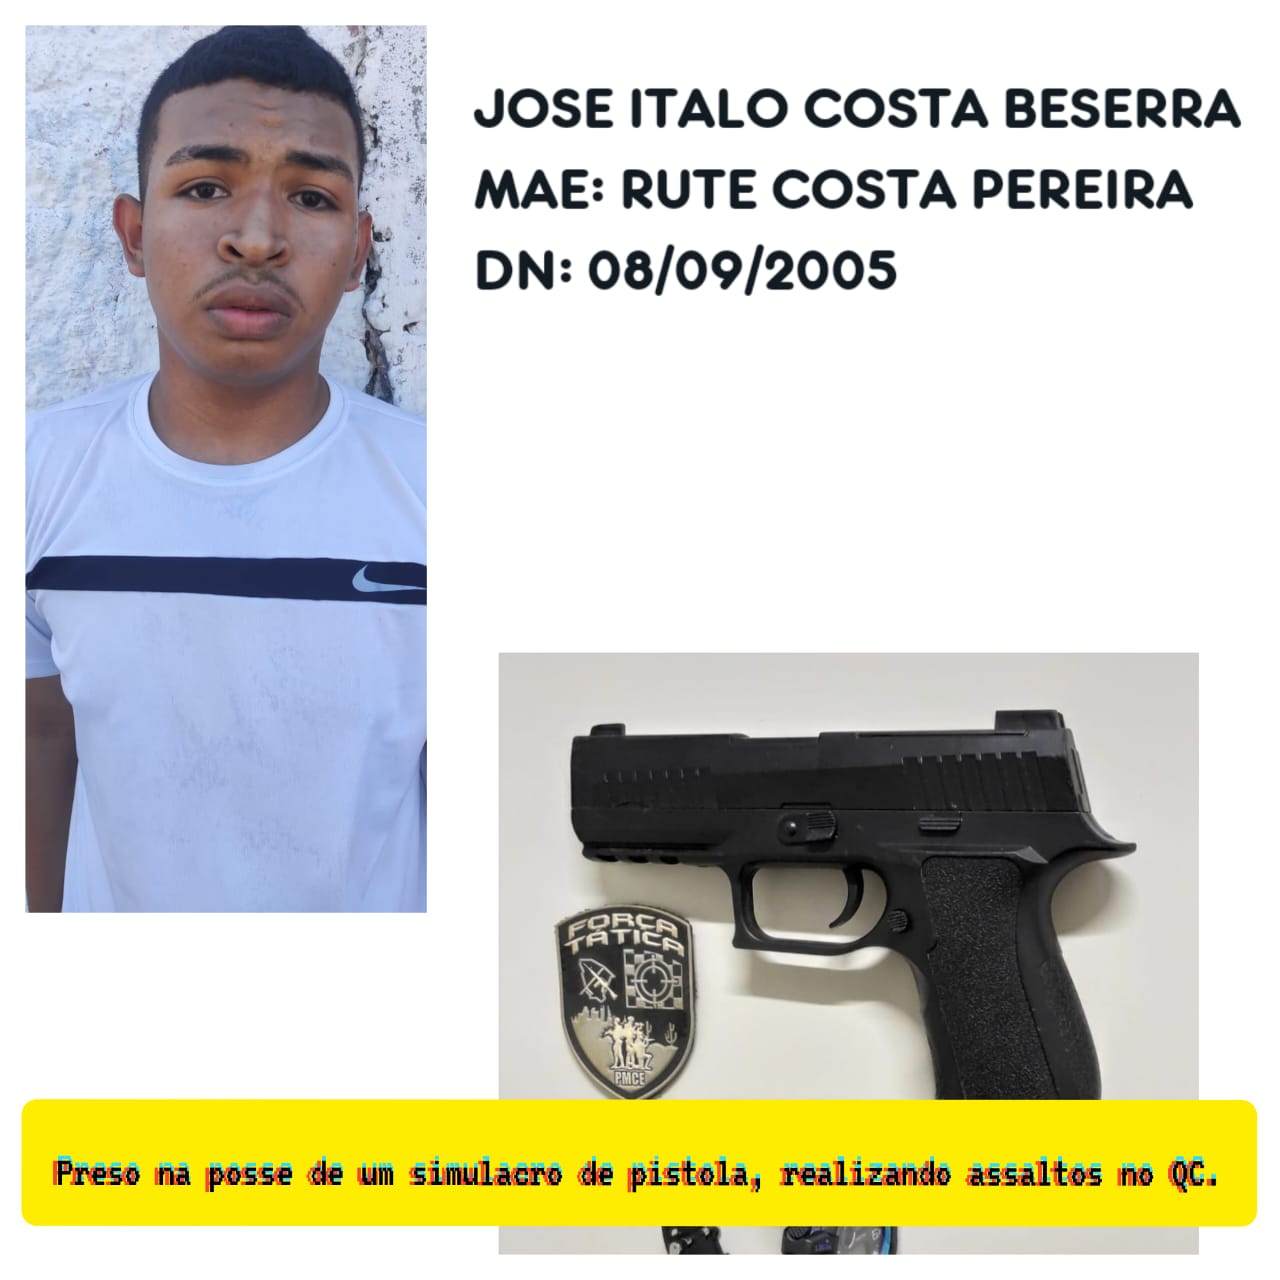 JOSE ITALO COSTA BESERRA
MAE: RUTE COSTA PEREIRA
DN: 08/09/2005
FORÇA
TATICA
PMCE
Preso na posse de um simulacro de pistola, realizando assaltos no QC.